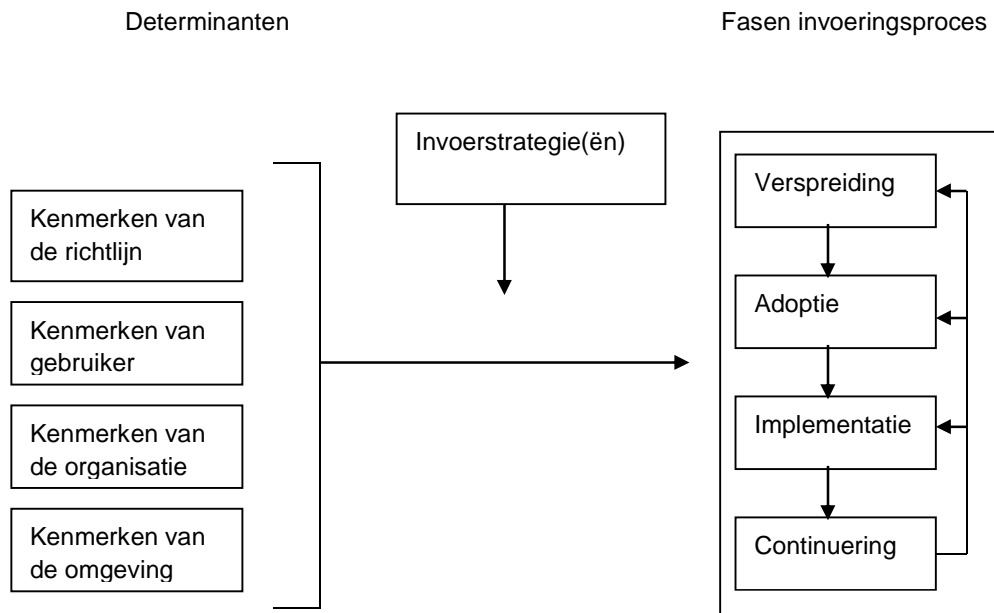 Determinanten
Fasen invoeringsproces
Invoerstrategie(ën)
Kenmerken van
de richtlijn
Kenmerken van
gebruiker
Kenmerken van
de organisatie
Kenmerken van
de omgeving
Verspreiding
Adoptie
Implementatie
Continuering